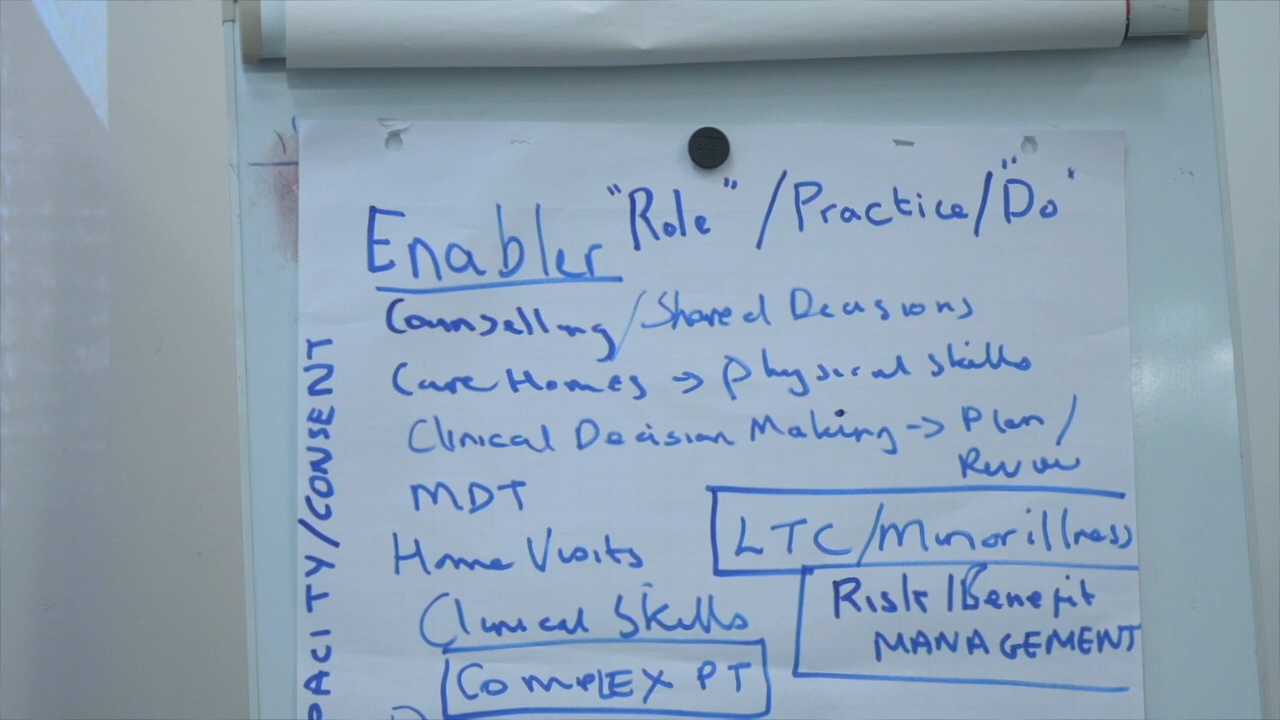 Enabler "Role" / Practice / "Do"
Counselling / Shared Decisions
Care Homes → physical skills
Clinical Decision Making → Plan /
Review
MDT
LTC / Minor illness
Home Visits
Risk / Benefit
MANAGEMENT
Clinical Skills
COMPLEX PT
PACITY/CONSENT